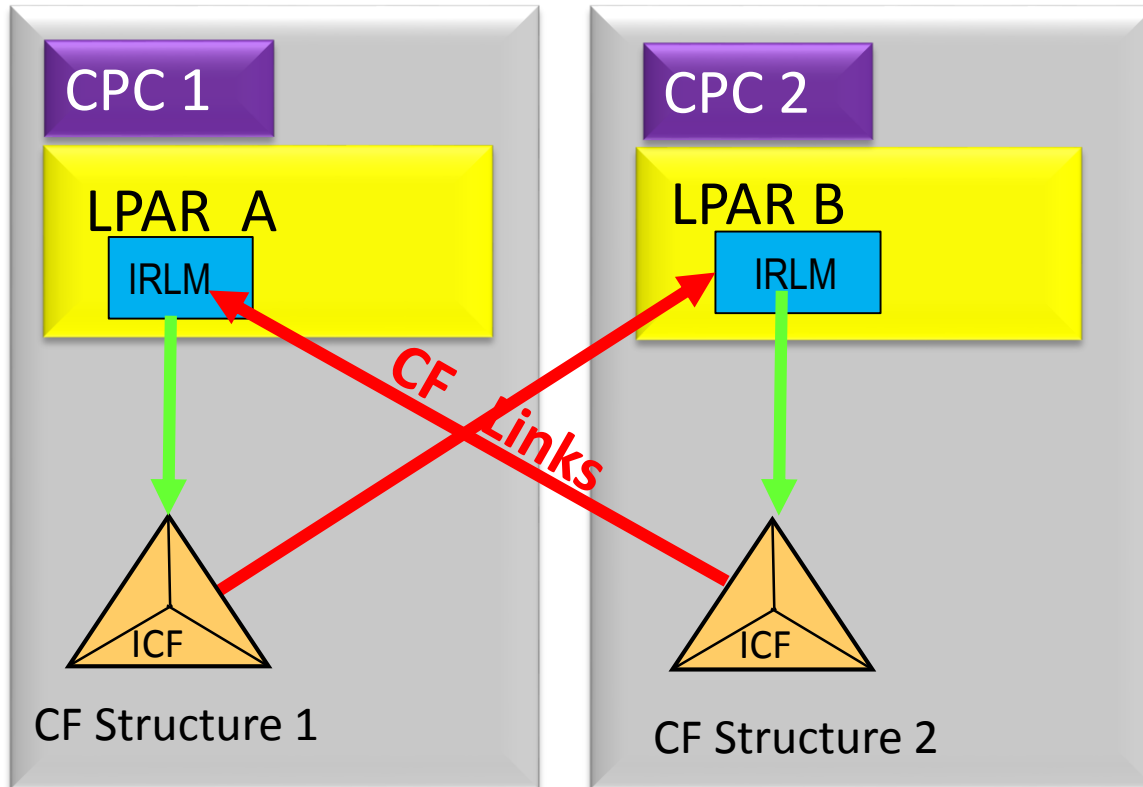 CPC 1
LPAR A
IRLM
CF Links
ICF
CF Structure 1
CPC 2
LPAR B
IRLM
ICF
CF Structure 2